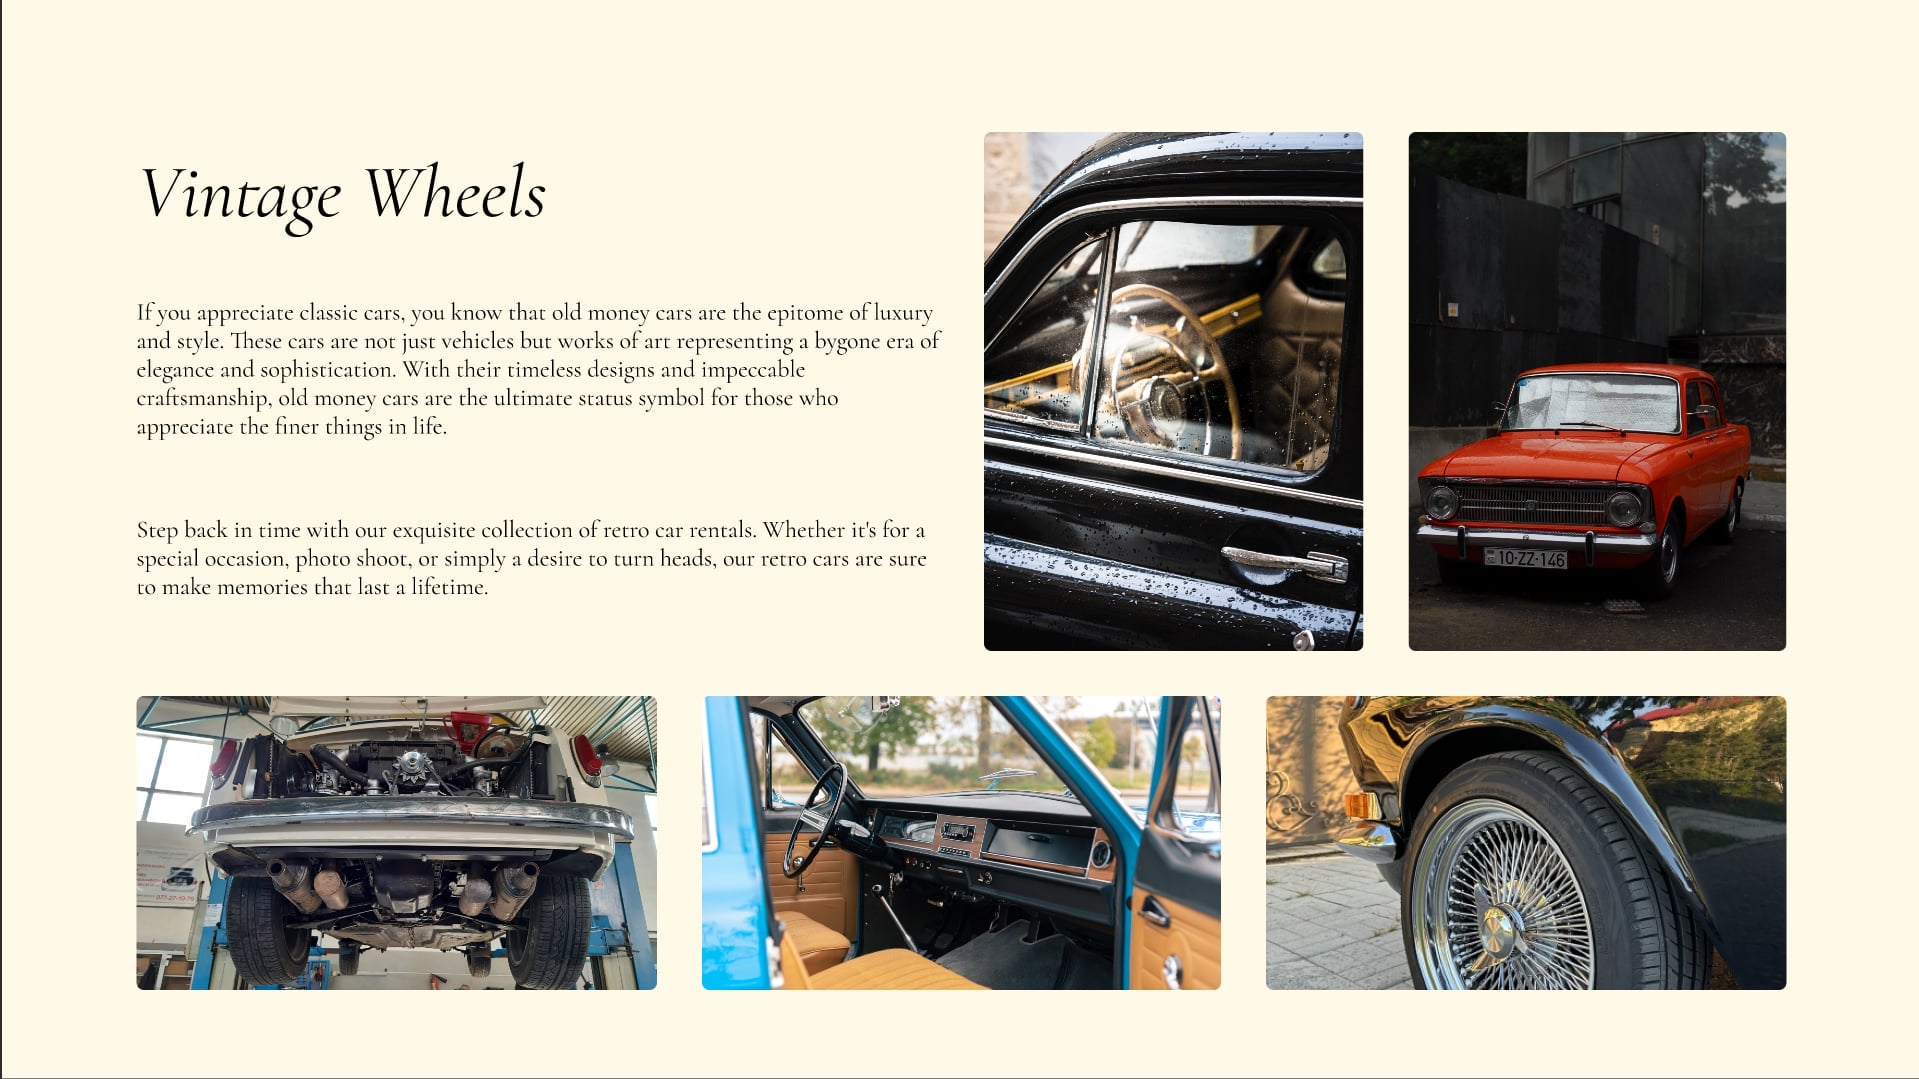 Vintage Wheels
If you appreciate classic cars, you know that old money cars are the epitome of luxury
and style. These cars are not just vehicles but works of art representing a bygone era of
elegance and sophistication. With their timeless designs and impeccable
craftsmanship, old money cars are the ultimate status symbol for those who
appreciate the finer things in life.
Step back in time with our exquisite collection of retro car rentals. Whether it's for a
special occasion, photo shoot, or simply a desire to turn heads, our retro cars are sure
to make memories that last a lifetime.
10-ZZ-146
077-27-10-70